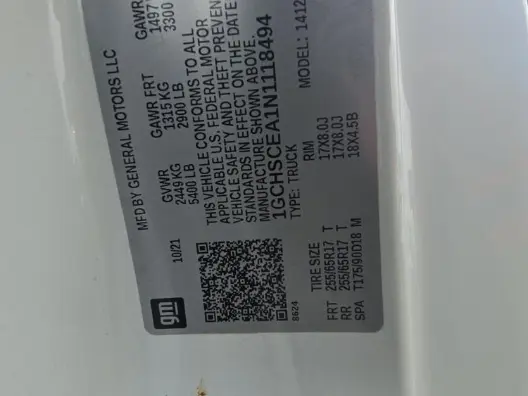 gm
10/21
MFD BY GENERAL MOTORS LLC
GVWR GAWR FRT GAWR
2449 KG 1315 KG 1497
5400 LB 2900 LB 3300
THIS VEHICLE CONFORMS TO ALL
APPLICABLE U.S. FEDERAL MOTOR
VEHICLE SAFETY AND THEFT PREVEN
STANDARDS IN EFFECT ON THE DATE
MANUFACTURE SHOWN ABOVE.
1GCHSCEA1N1118494
TYPE: TRUCK MODEL: 1412
8624
TIRE SIZE RIM
FRT 255/65R17 T 17X8.0J
RR 255/65R17 T 17X8.0J
SPA T175/90D18 M 18X4.5B